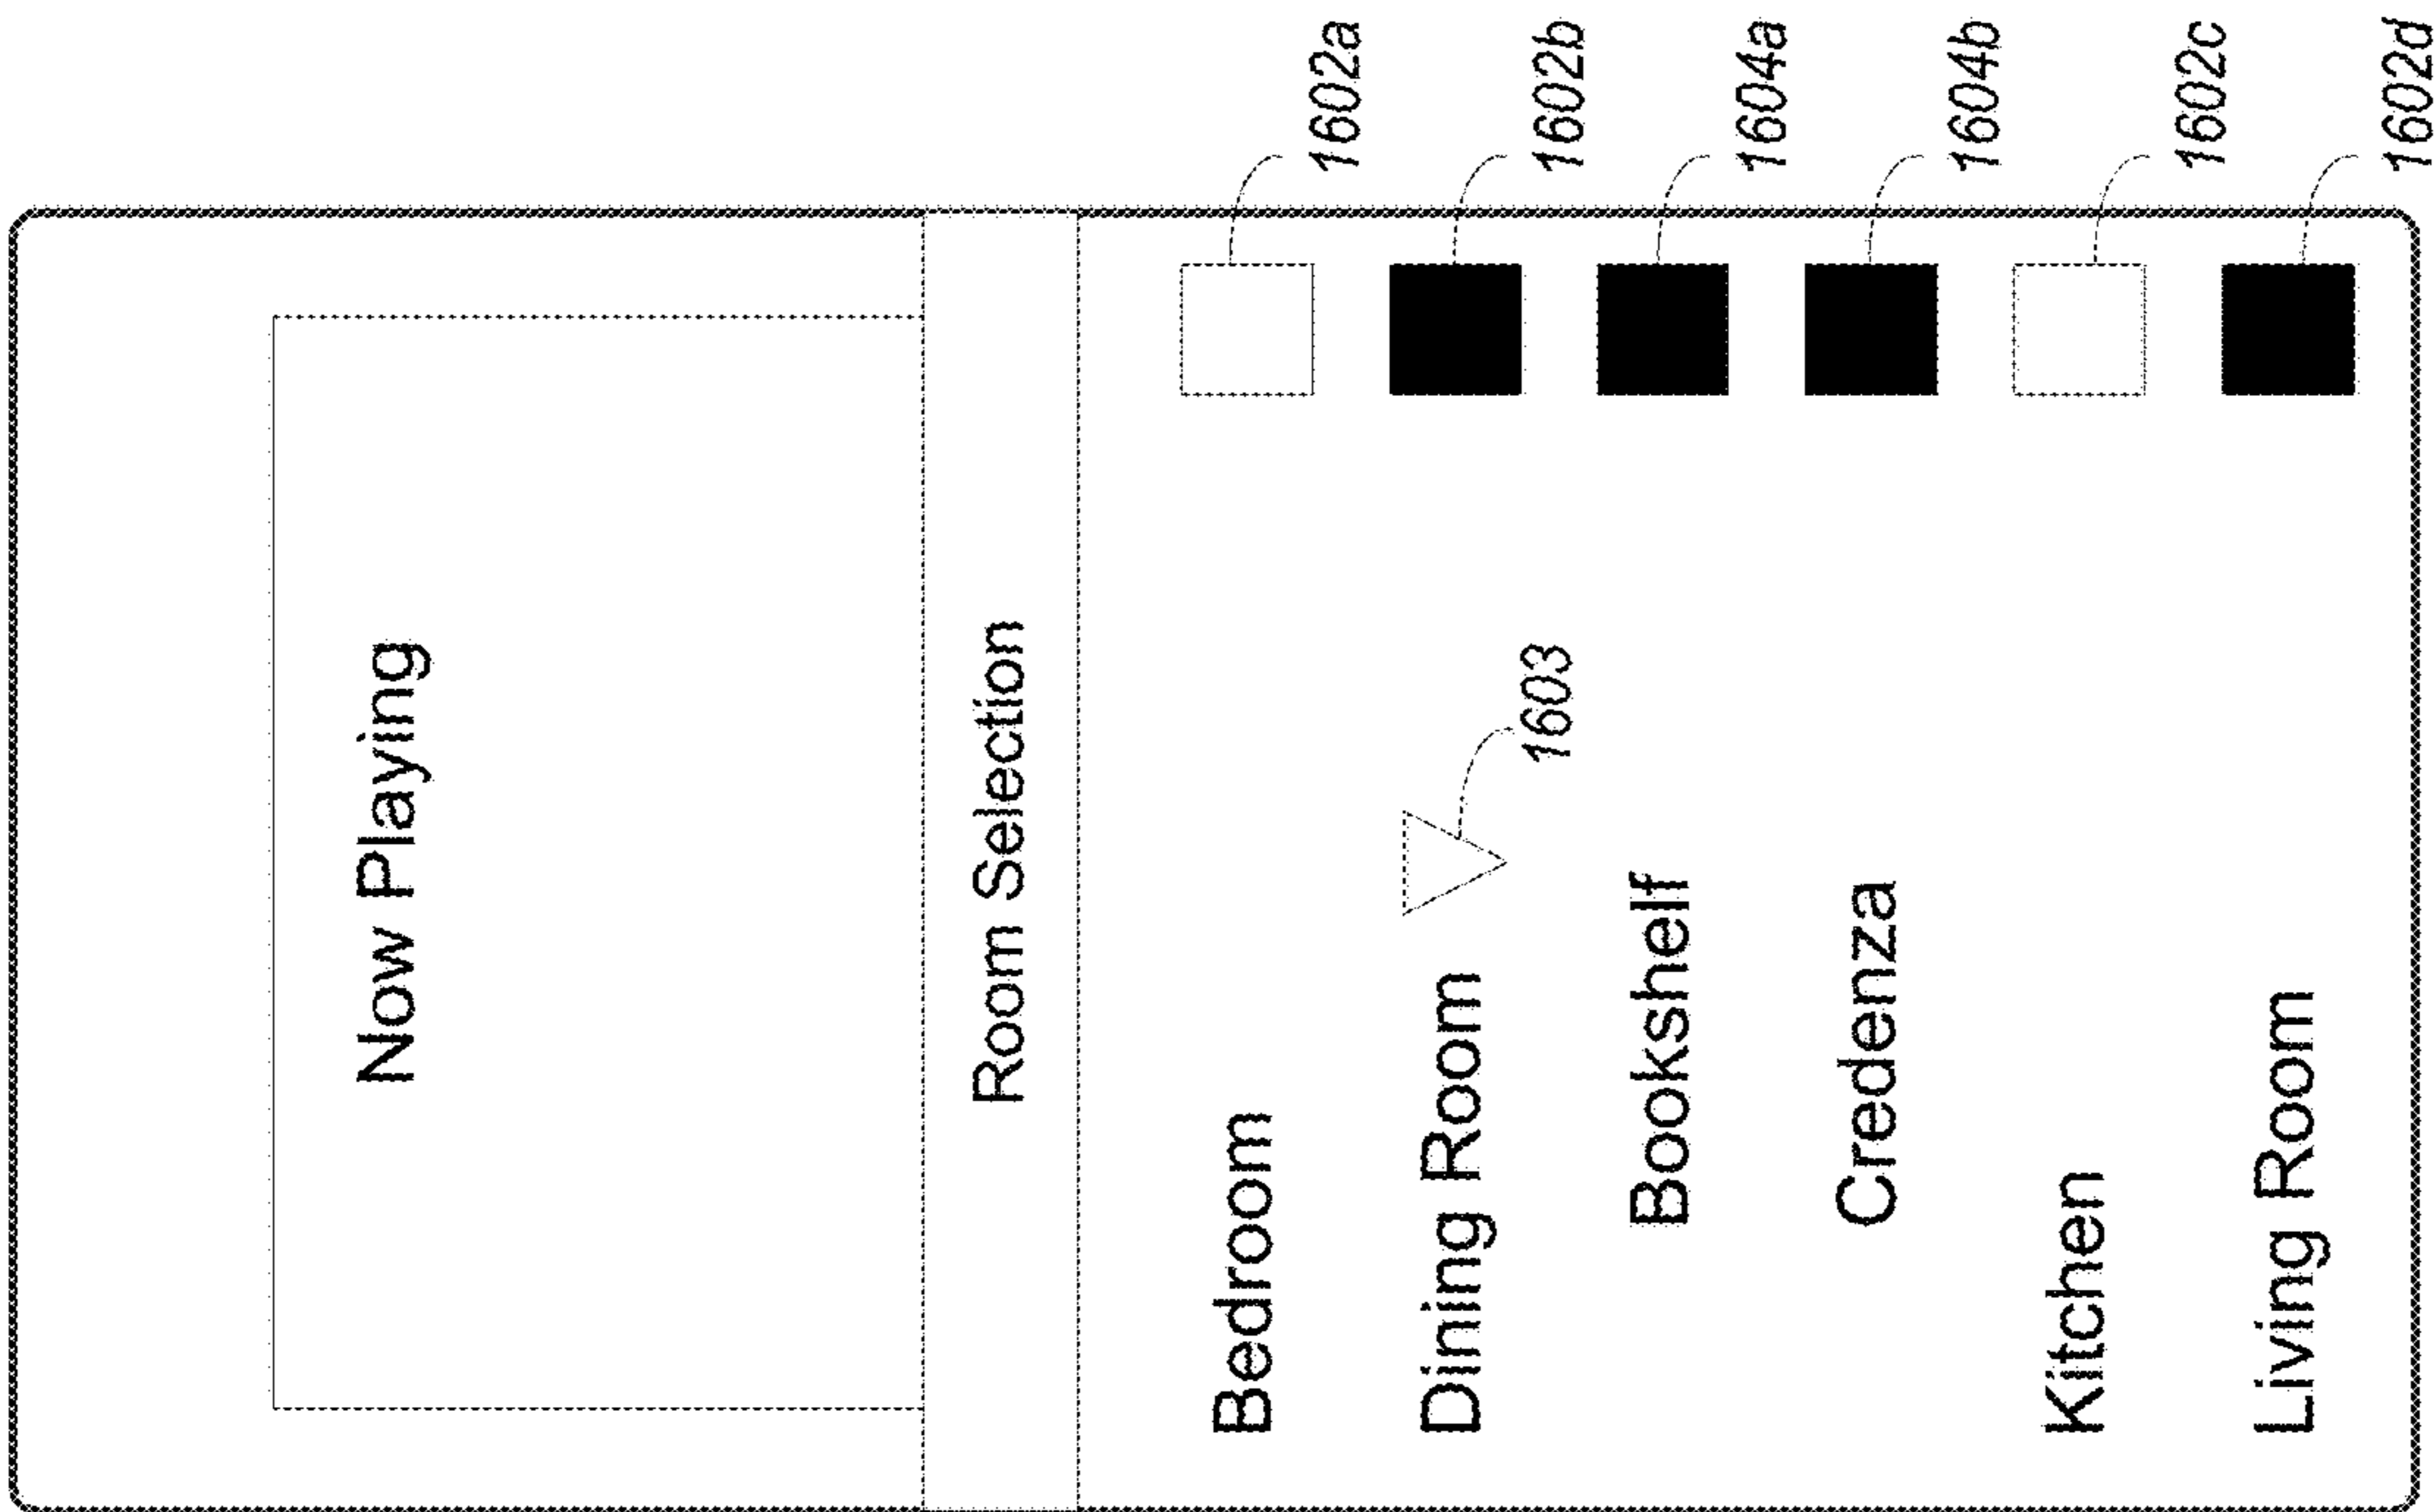 Now Playing
Room Selection
Bedroom 1602a
Dining Room 1603 1602b
Bookshelf 1604a
Credenza 1604b
Kitchen 1602c
Living Room 1602d